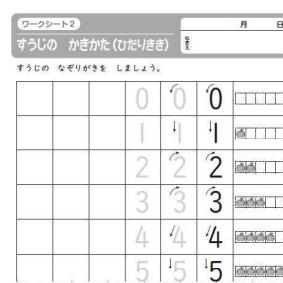 ワークシート2
月 日
すうじの かきかた(ひだりきき)
なまえ
すうじの なぞりがきを しましょう。
0 0 0
1 1 1
2 2 2
3 3 3
4 4 4
5 5 5